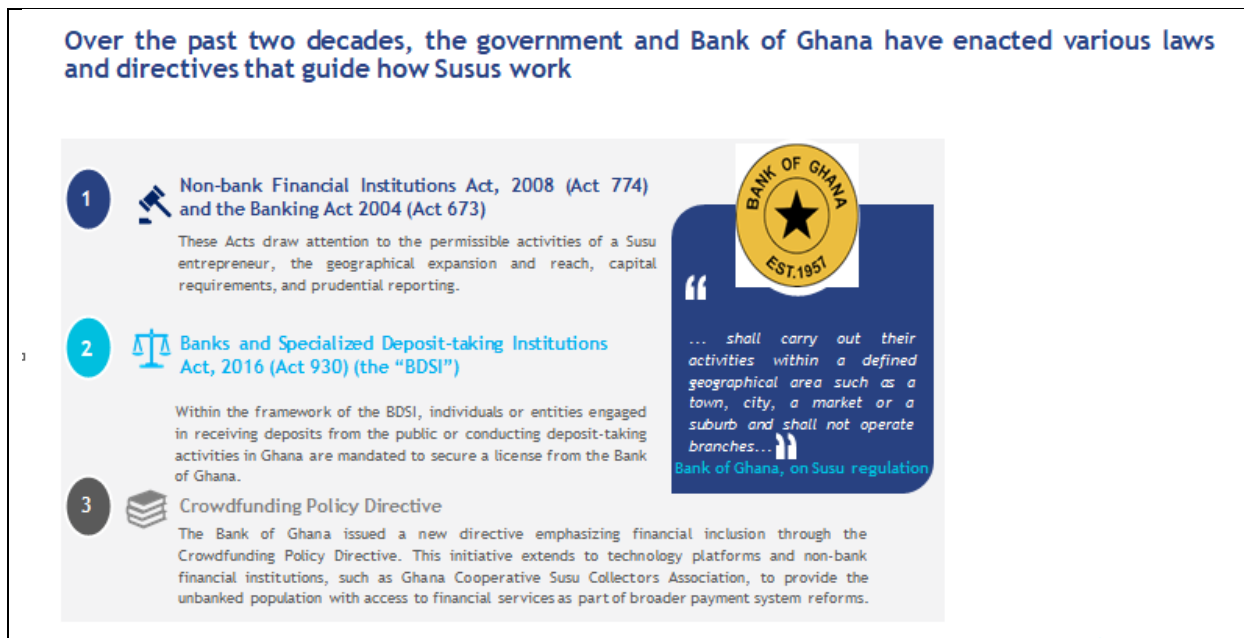 Over the past two decades, the government and Bank of Ghana have enacted various laws
and directives that guide how Susus work
1
Non-bank Financial Institutions Act, 2008 (Act 774)
and the Banking Act 2004 (Act 673)
These Acts draw attention to the permissible activities of a Susu
entrepreneur, the geographical expansion and reach, capital
requirements, and prudential reporting.
2
Banks and Specialized Deposit-taking Institutions
Act, 2016 (Act 930) (the “BDSI”)
Within the framework of the BDSI, individuals or entities engaged
in receiving deposits from the public or conducting deposit-taking
activities in Ghana are mandated to secure a license from the Bank
of Ghana.
3
Crowdfunding Policy Directive
The Bank of Ghana issued a new directive emphasizing financial inclusion through the
Crowdfunding Policy Directive. This initiative extends to technology platforms and non-bank
financial institutions, such as Ghana Cooperative Susu Collectors Association, to provide the
unbanked population with access to financial services as part of broader payment system reforms.
BANK OF GHANA
EST.1957
“
... shall carry out their
activities within a defined
geographical area such as a
town, city, a market or a
suburb and shall not operate
branches... ”
Bank of Ghana, on Susu regulation